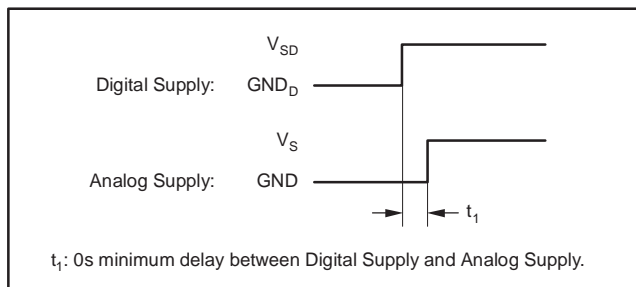 V_SD
Digital Supply: GND_D
V_S
Analog Supply: GND
t_1
t_1: 0s minimum delay between Digital Supply and Analog Supply.